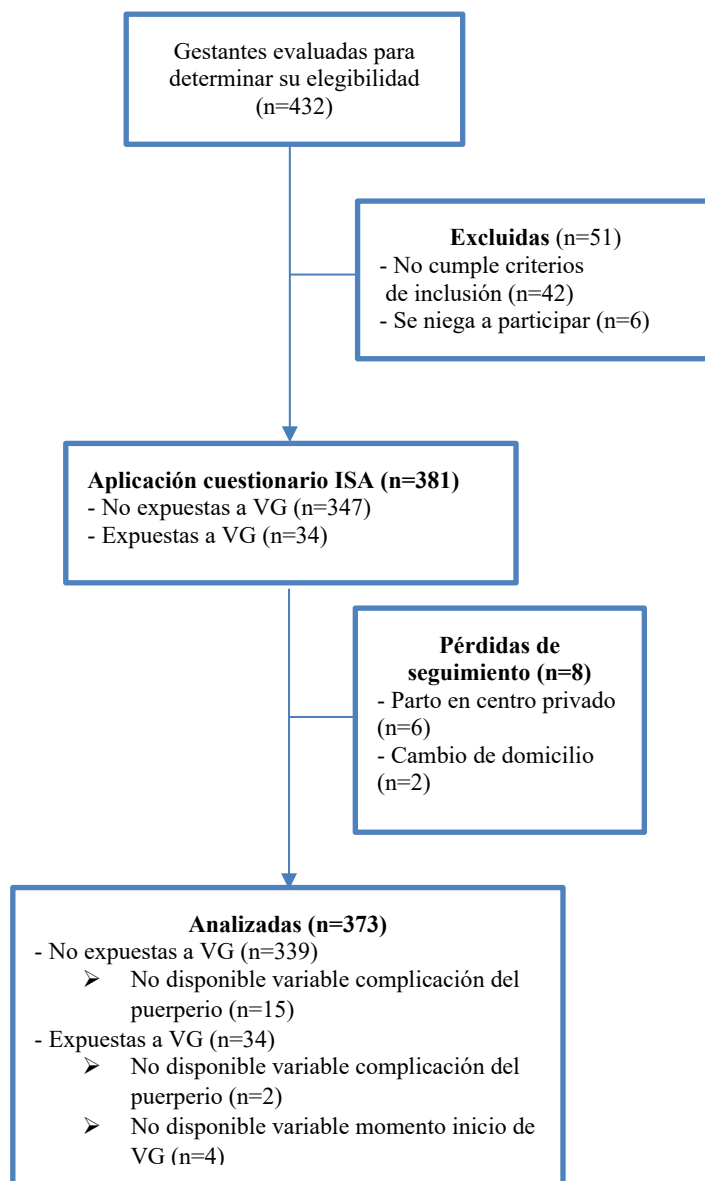 Gestantes evaluadas para
determinar su elegibilidad
(n=432)
Excluidas (n=51)
- No cumple criterios
de inclusión (n=42)
- Se niega a participar (n=6)
Aplicación cuestionario ISA (n=381)
- No expuestas a VG (n=347)
- Expuestas a VG (n=34)
Pérdidas de
seguimiento (n=8)
- Parto en centro privado
(n=6)
- Cambio de domicilio
(n=2)
Analizadas (n=373)
- No expuestas a VG (n=339)
➢ No disponible variable complicación del
puerperio (n=15)
- Expuestas a VG (n=34)
➢ No disponible variable complicación del
puerperio (n=2)
➢ No disponible variable momento inicio de
VG (n=4)